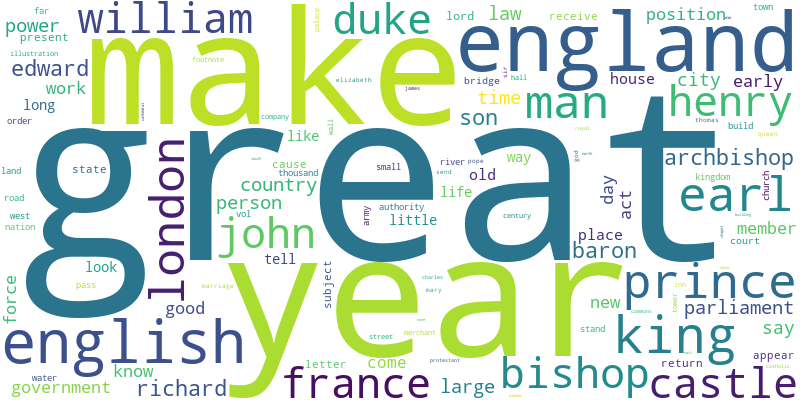 far
power
present
illustration
william
footnote
palace
duke
lord
law
receive
position
town
edward
make
elizabeth
james
england
bridge
hall
sir
house
city
early
work
long
order
company
wall
like
time
man
henry
son
land
road
west
nation
state
great
london
cause
thousand
country
person
vol
john
tell
small
river
pope
old
way
life
authority
army
little
century
god
royal
queen
thomas
build
archbishop
kingdom
church
earl
day
act
place
baron
member
court
look
pass
force
good
marriage
year
subject
charles
mary
new
prince
inn
tower
parliament
commons
say
english
know
water
government
richard
street
merchant
come
letter
france
protestant
large
stand
king
bishop
return
appear
catholic
castle